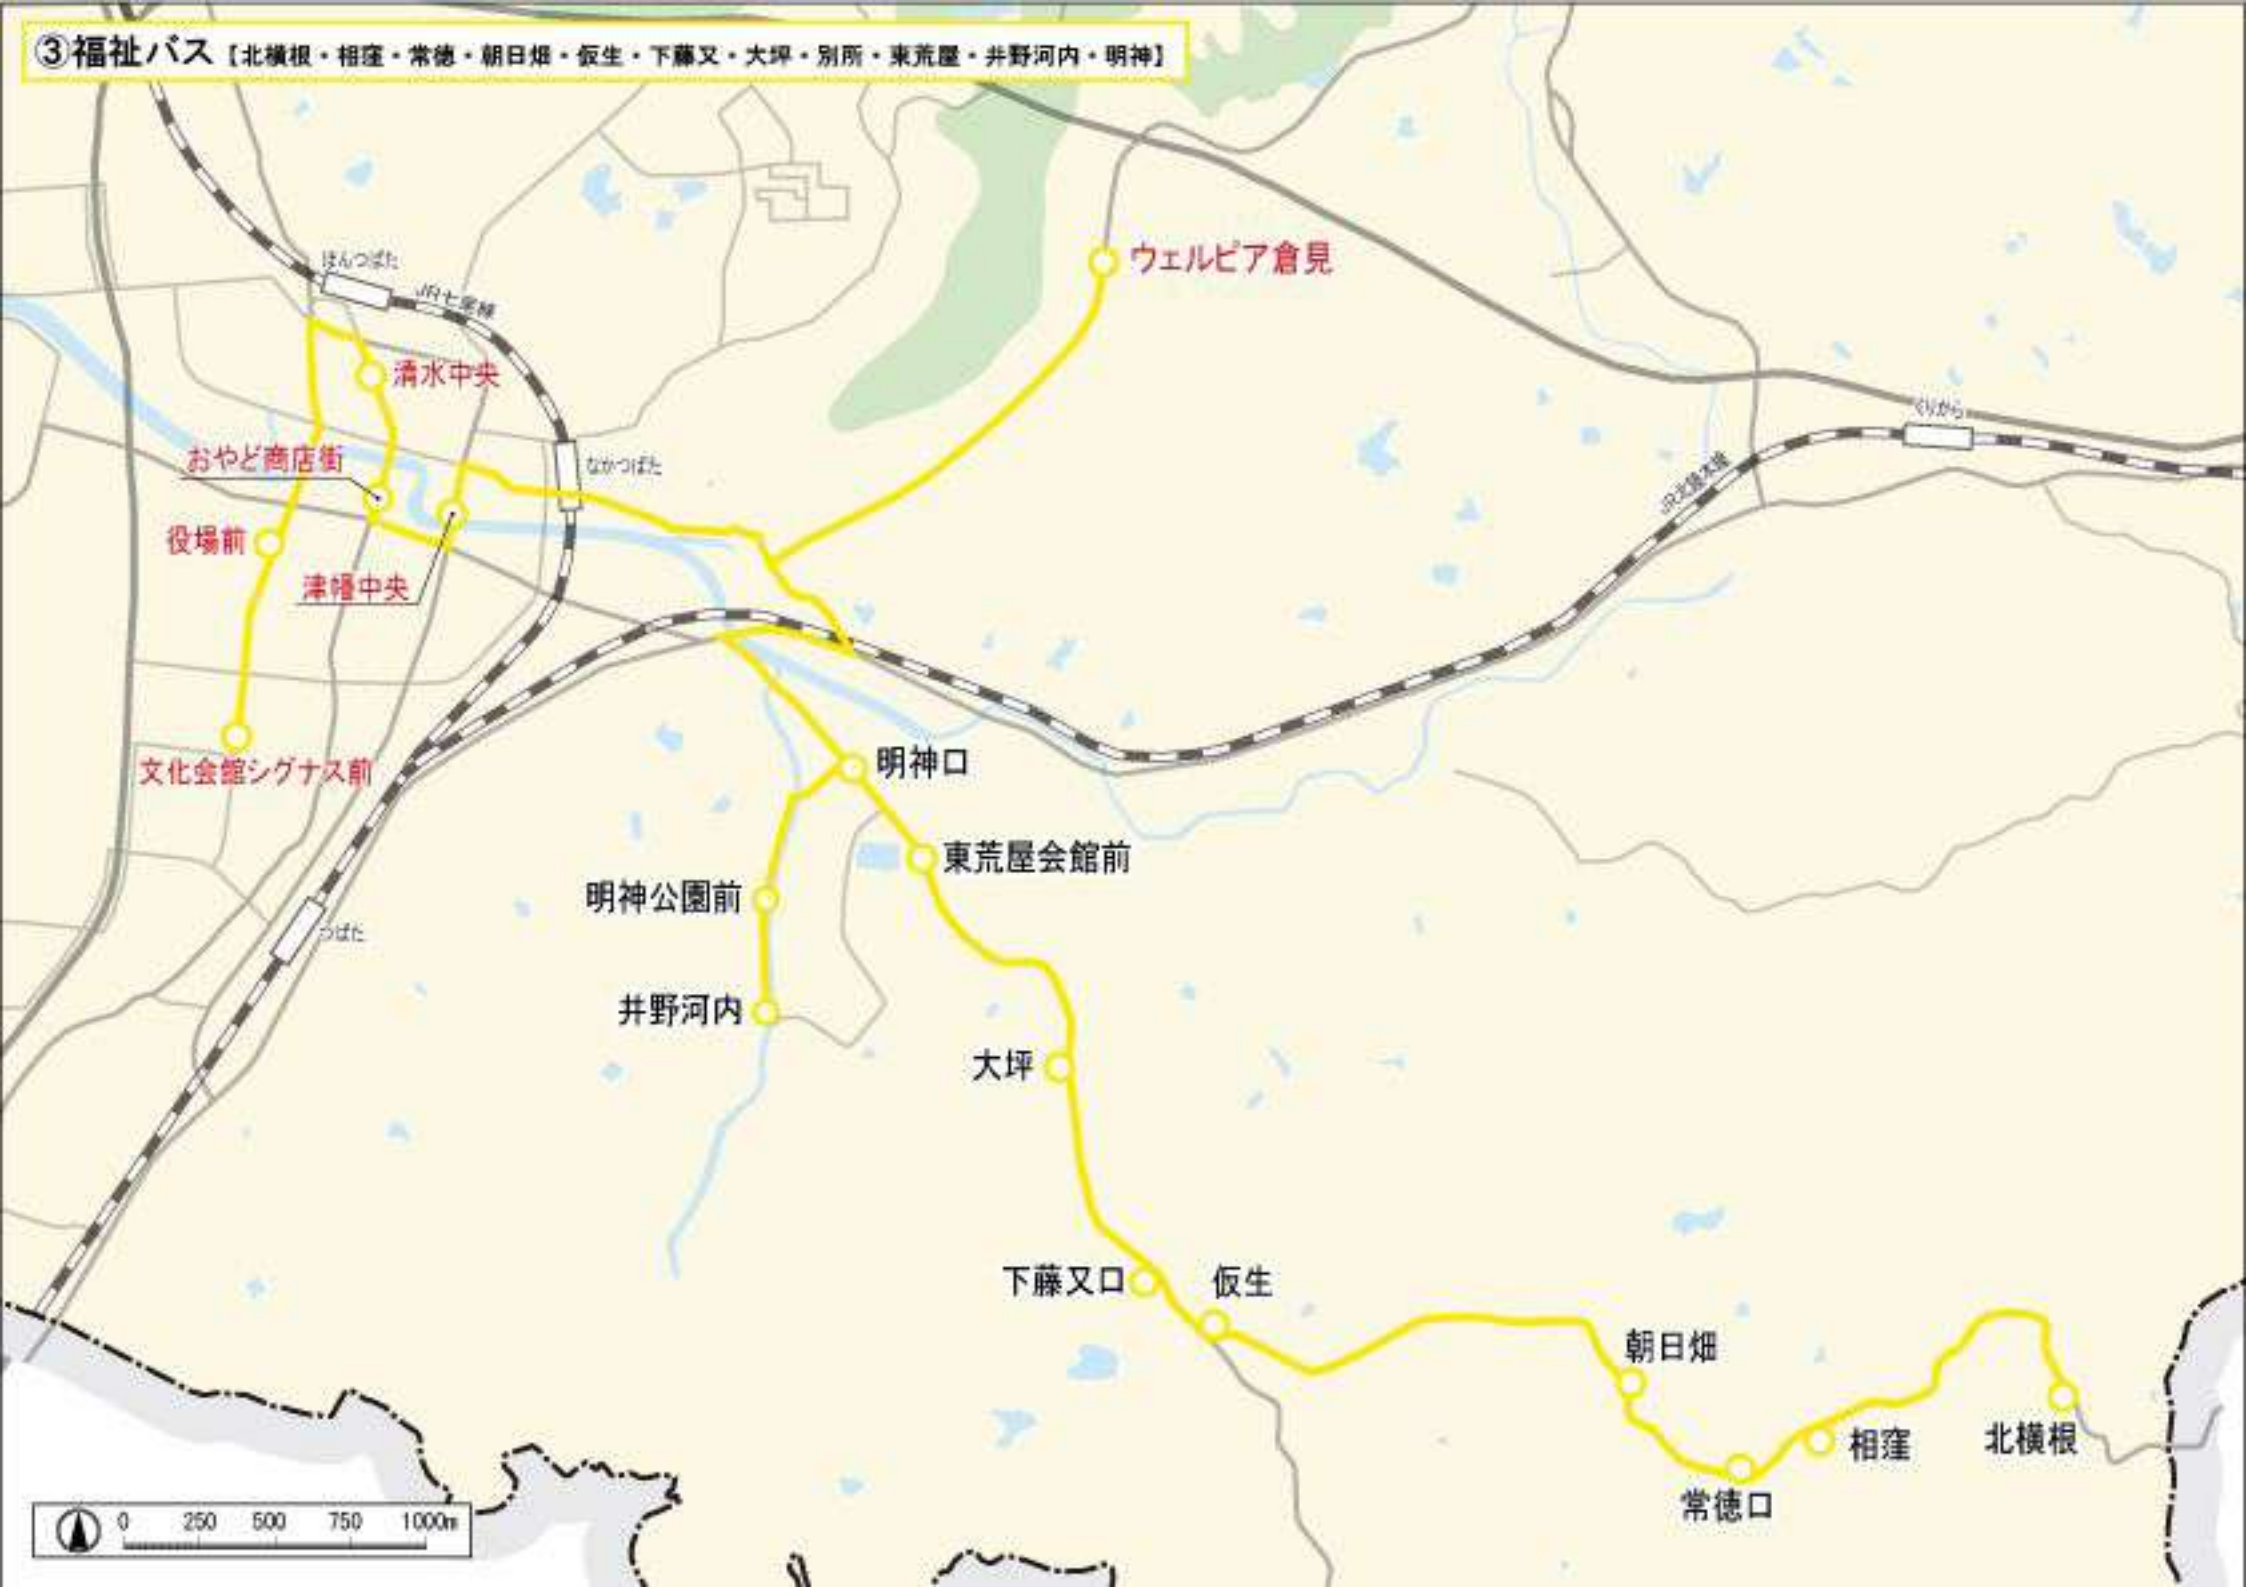 ③福祉バス【北横根・相窪・常徳・朝日畑・仮生・下藤又・大坪・別所・東荒屋・井野河内・明神】
ほんつばた
JR七尾線
ウェルピア倉見
清水中央
くりから
おやど商店街
なかつばた
JR北陸本線
役場前
津幡中央
文化会館シグナス前
明神口
東荒屋会館前
明神公園前
つばた
井野河内
大坪
下藤又口
仮生
朝日畑
相窪
北横根
常徳口
0 250 500 750 1000m